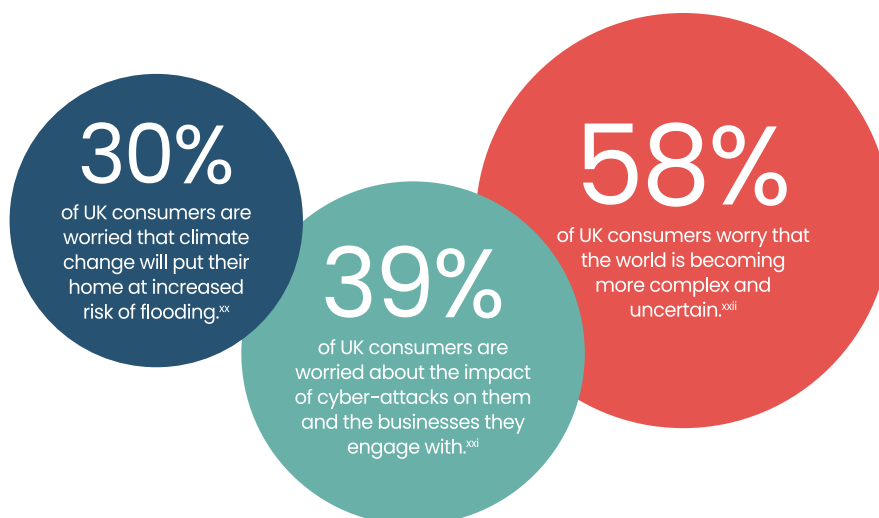 30%
of UK consumers are
worried that climate
change will put their
home at increased
risk of flooding.xx
39%
of UK consumers are
worried about the impact
of cyber-attacks on them
and the businesses they
engage with.xxi
58%
of UK consumers worry that
the world is becoming
more complex and
uncertain.xxii